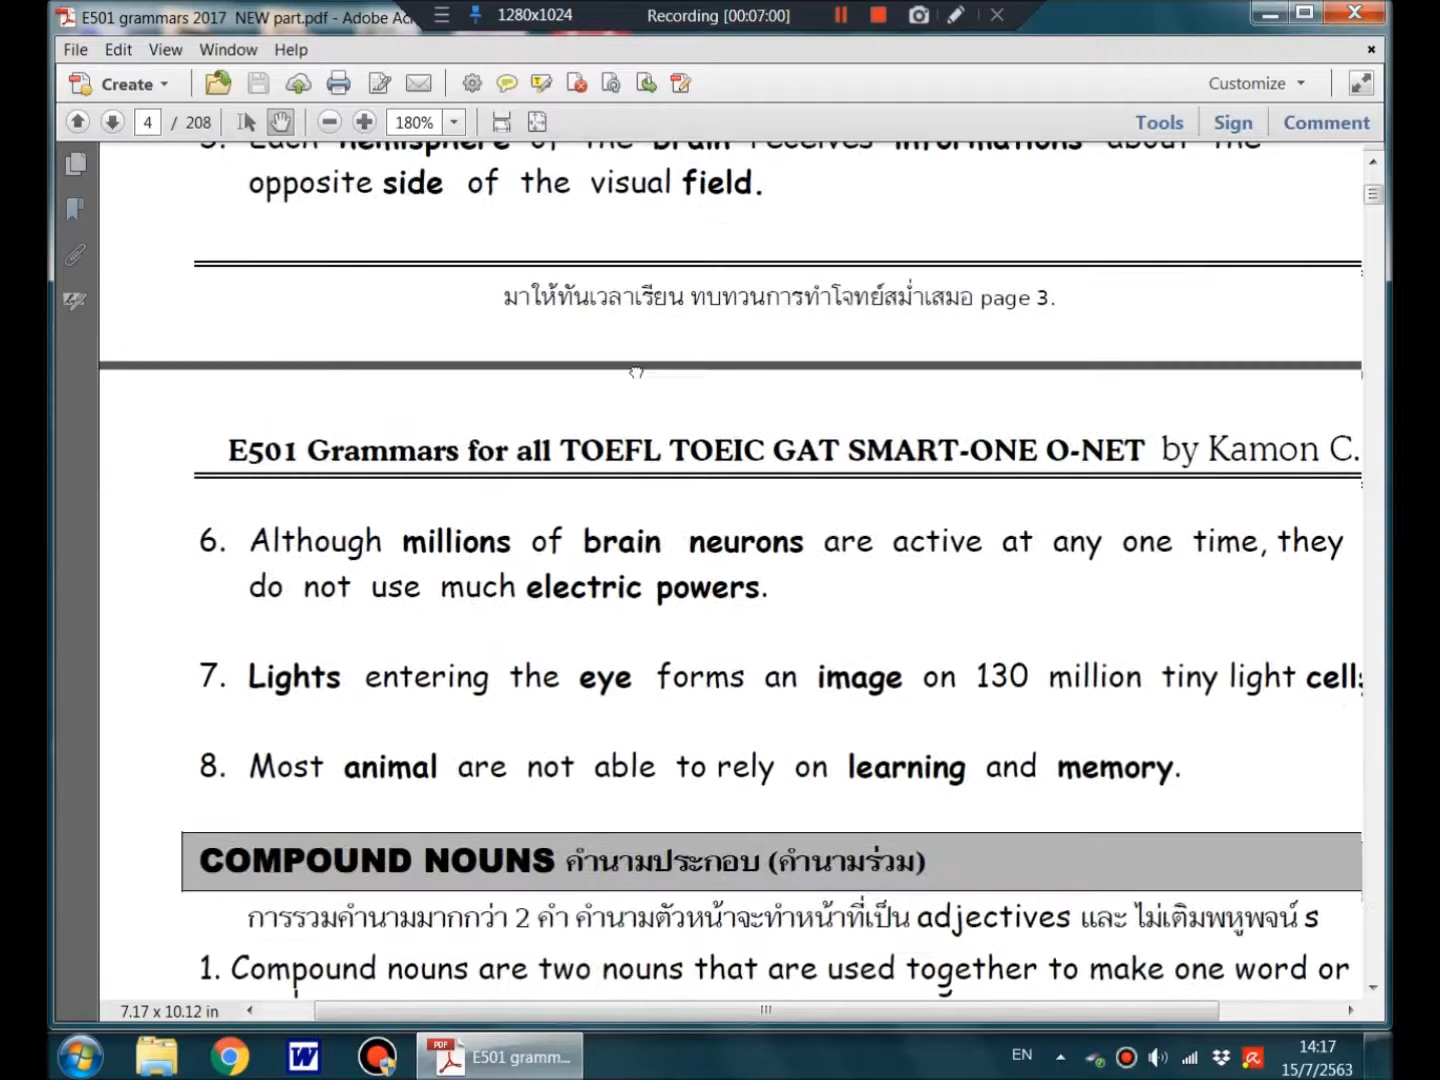 E501 grammars 2017 NEW part.pdf - Adobe Ac
1280x1024
Recording [00:07:00]
File Edit View Window Help
Create
Customize
4 / 208
180%
Tools Sign Comment
5. Each hemisphere of the brain receives informations about the
opposite side of the visual field.
มาให้ทันเวลาเรียน ทบทวนการทำโจทย์สม่ำเสมอ page 3.
E501 Grammars for all TOEFL TOEIC GAT SMART-ONE O-NET by Kamon C.
6. Although millions of brain neurons are active at any one time, they
do not use much electric powers.
7. Lights entering the eye forms an image on 130 million tiny light cells
8. Most animal are not able to rely on learning and memory.
COMPOUND NOUNS คำนามประกอบ (คำนามร่วม)
การรวมคำนามมากกว่า 2 คำ คำนามตัวหน้าจะทำหน้าที่เป็น adjectives และ ไม่เติมพหูพจน์ s
1. Compound nouns are two nouns that are used together to make one word or
7.17 x 10.12 in
E501 gramm...
EN
14:17
15/7/2563